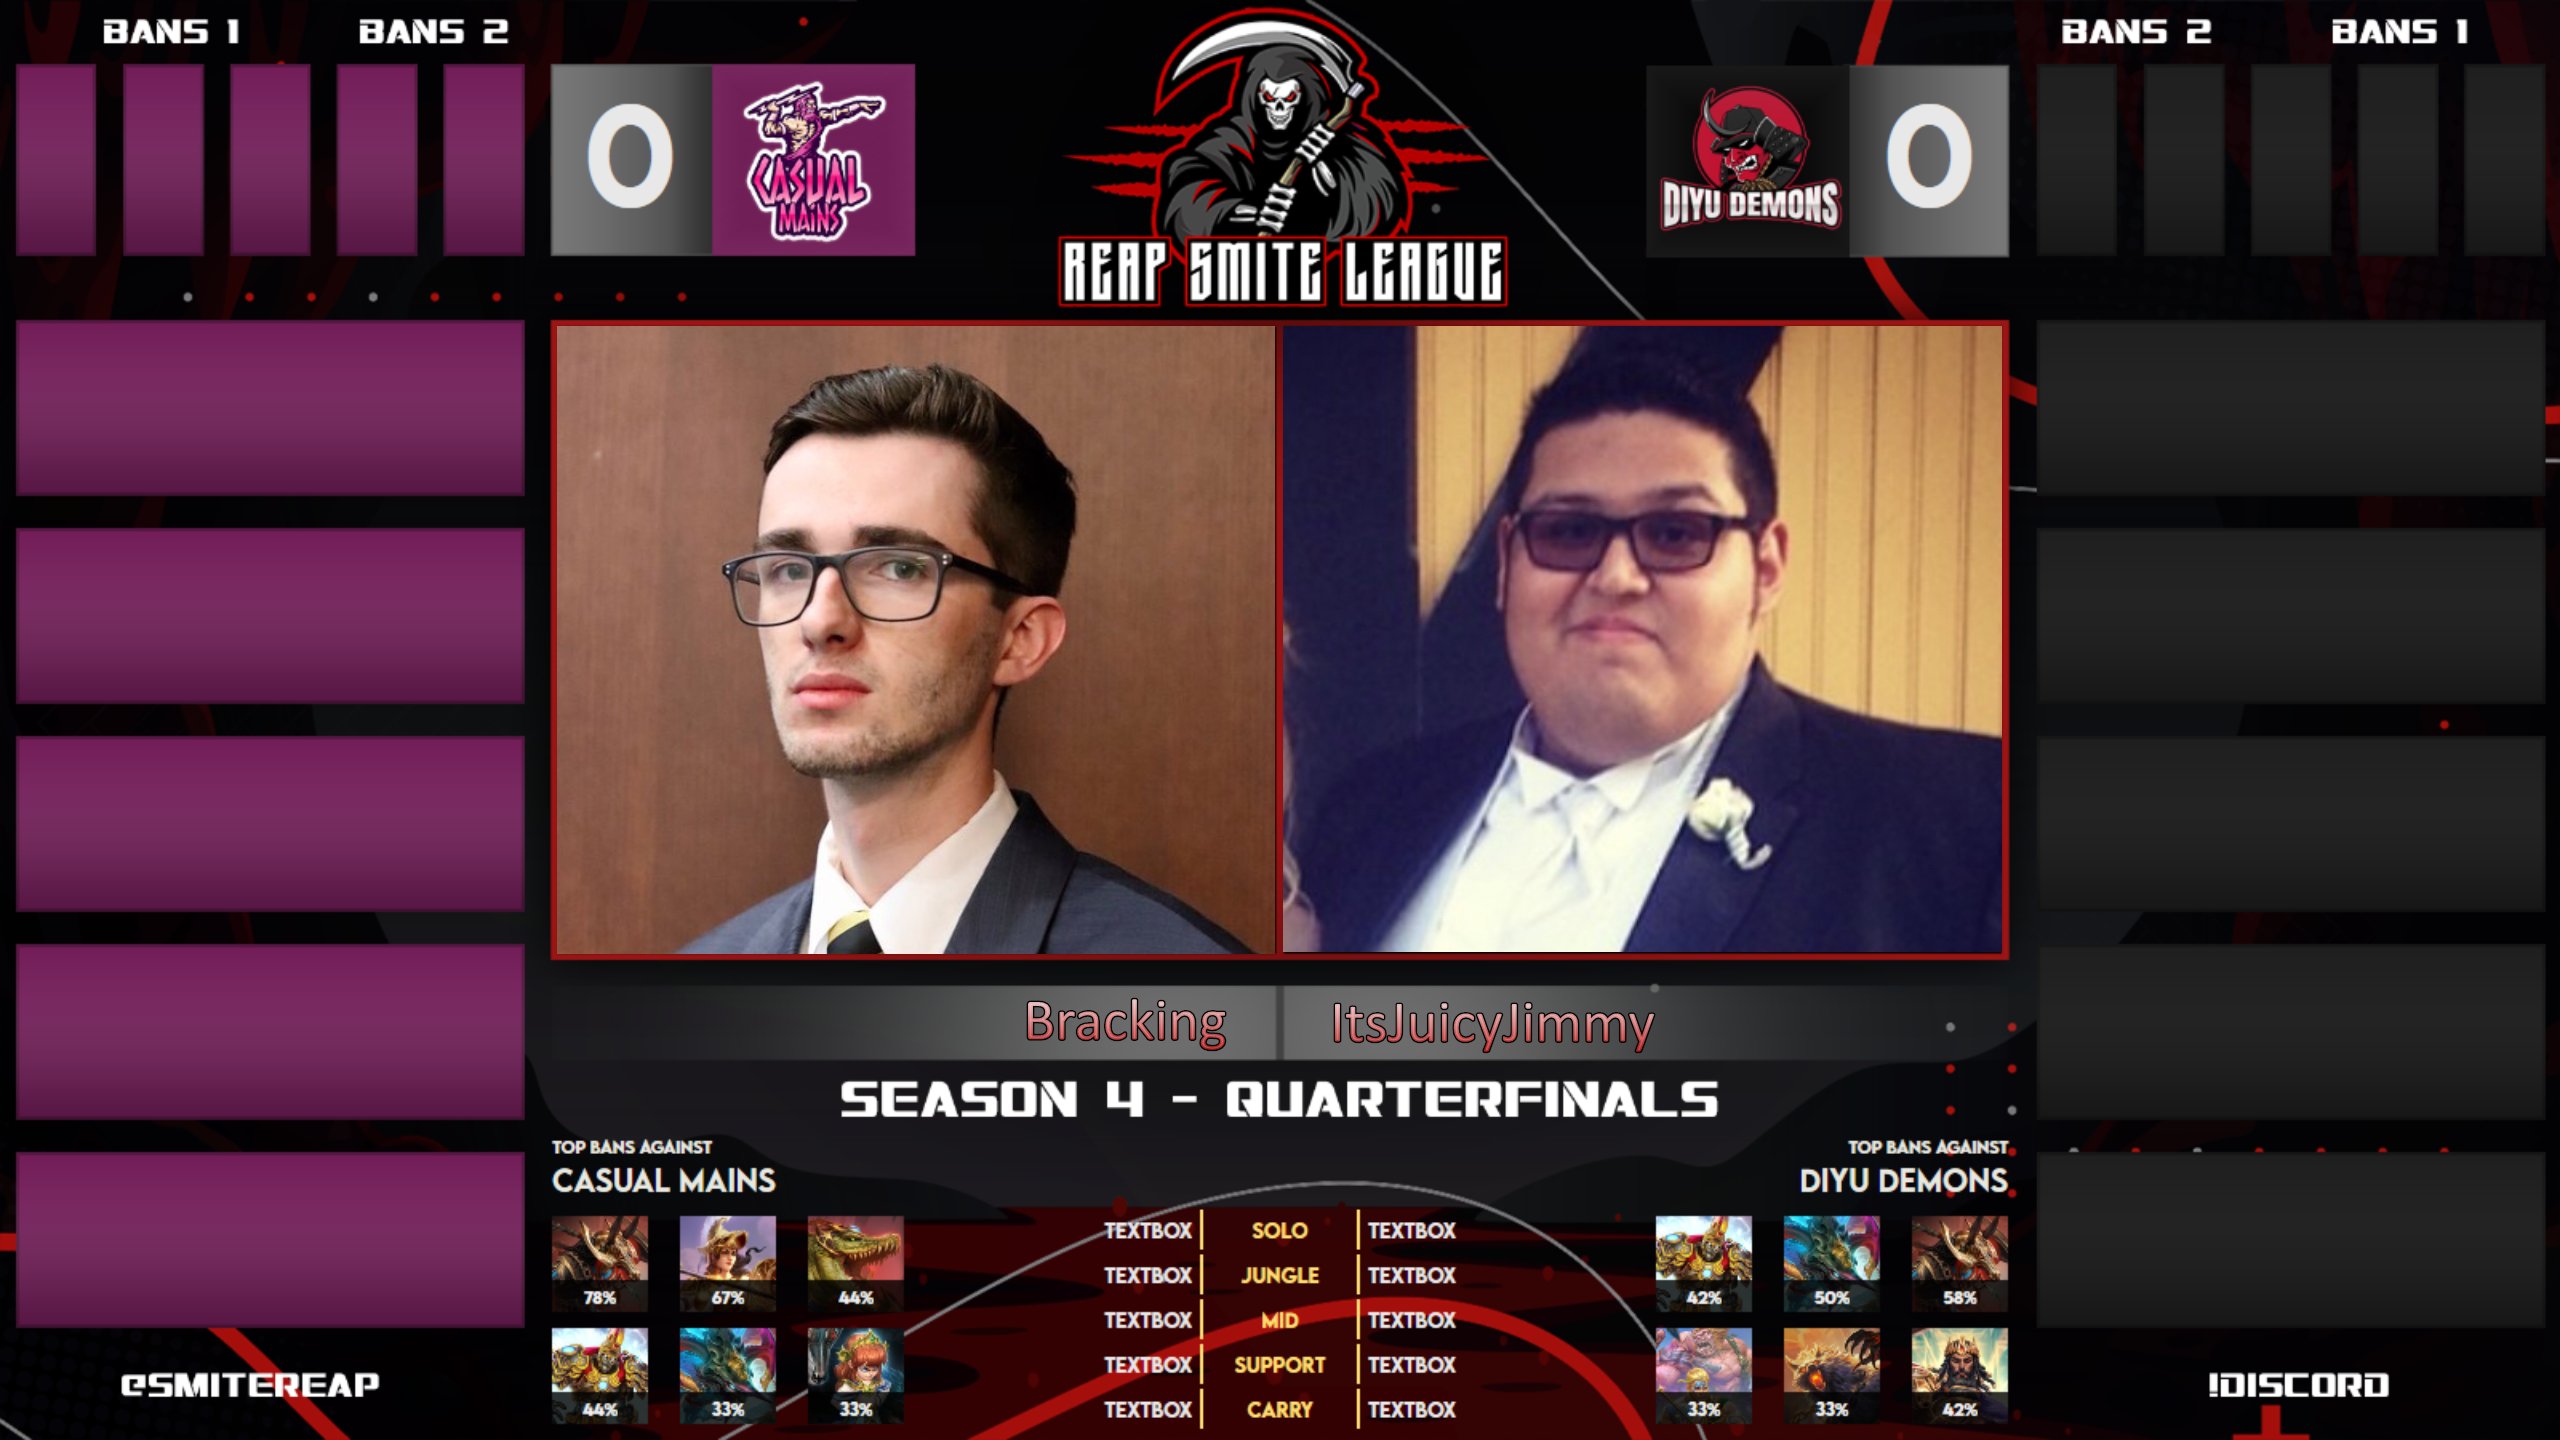 BANS 1
BANS 2
BANS 2
BANS 1
0
CASUAL
MAINS
REAP SMITE LEAGUE
DIYU DEMONS
0
Bracking
ItsJuicyJimmy
SEASON 4 - QUARTERFINALS
TOP BANS AGAINST
CASUAL MAINS
TOP BANS AGAINST
DIYU DEMONS
78%
67%
44%
44%
33%
33%
TEXTBOX SOLO TEXTBOX
TEXTBOX JUNGLE TEXTBOX
TEXTBOX MID TEXTBOX
TEXTBOX SUPPORT TEXTBOX
TEXTBOX CARRY TEXTBOX
42%
50%
58%
33%
33%
42%
@SMITEREAP
!DISCORD